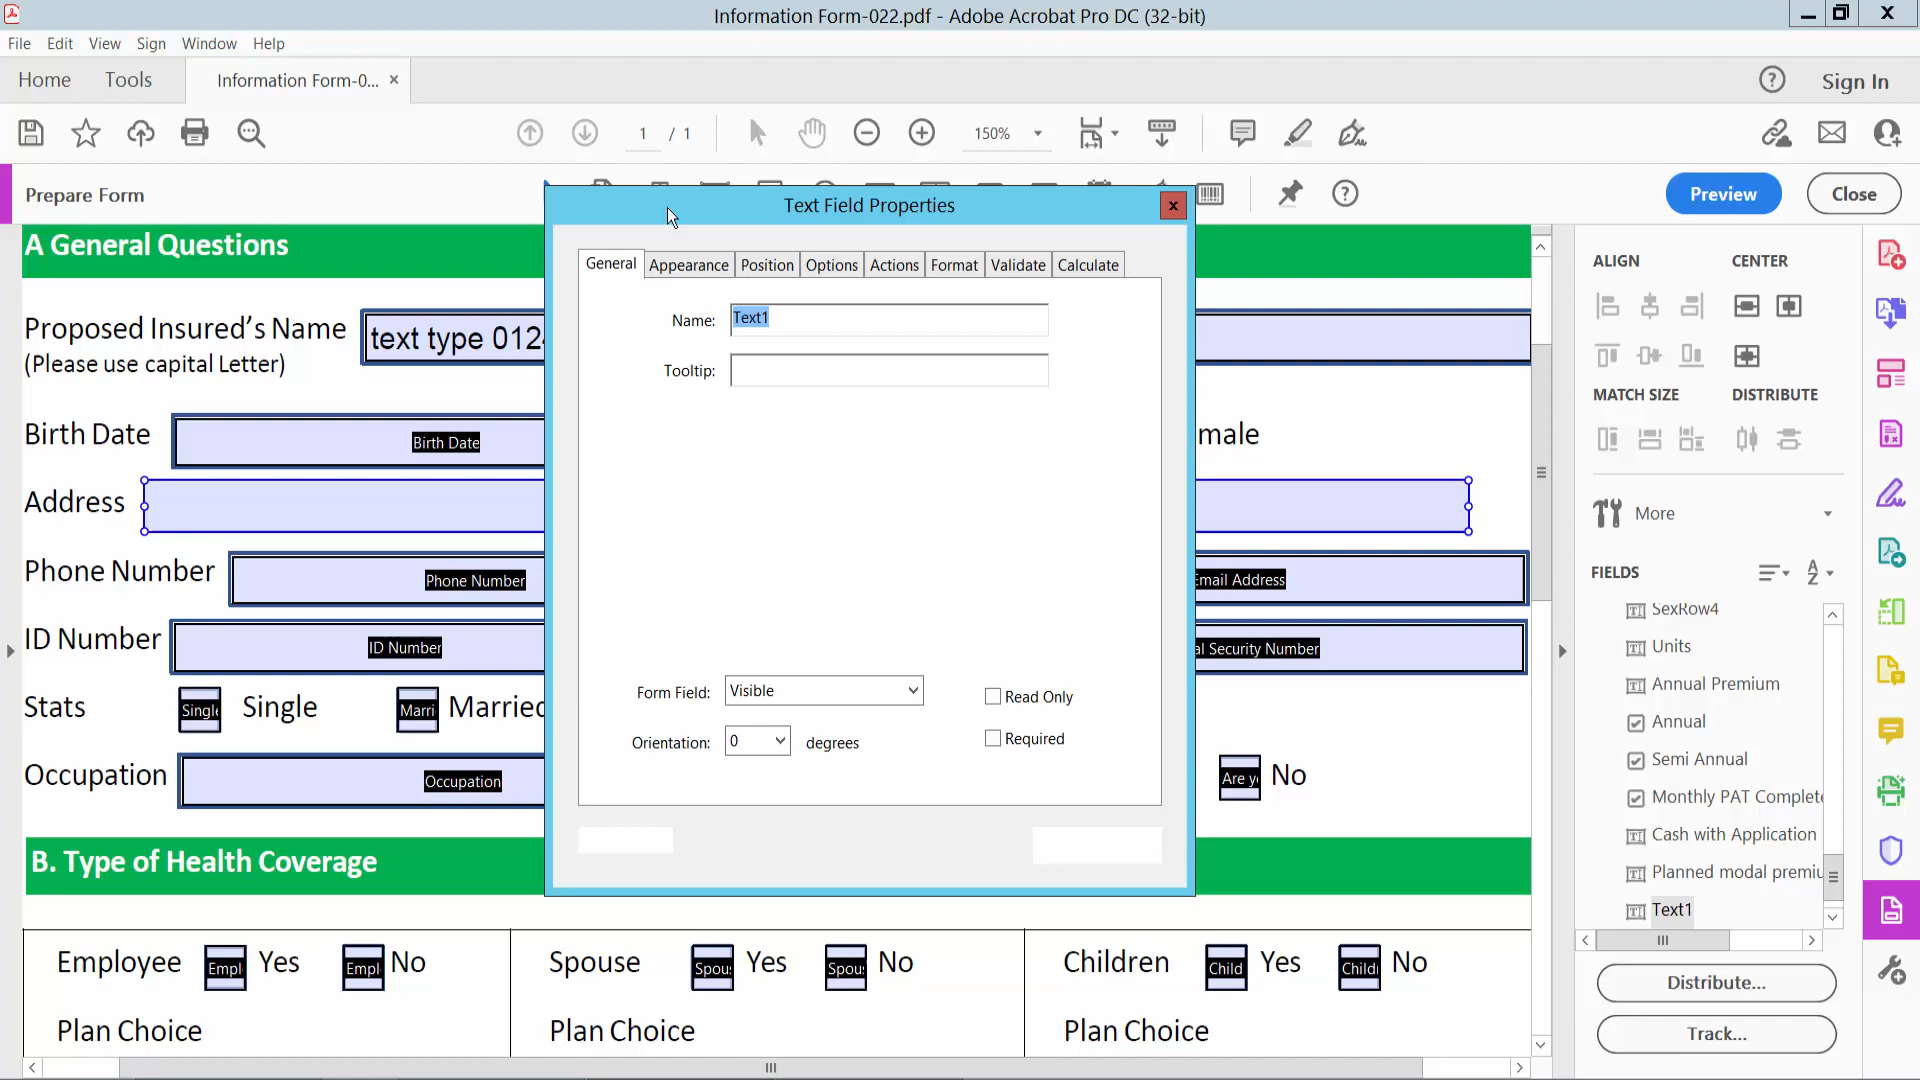 Information Form-022.pdf - Adobe Acrobat Pro DC (32-bit)
File Edit View Sign Window Help
Home Tools Information Form-0... × Sign In
1 / 1 150%
Prepare Form Preview Close
Text Field Properties
A General Questions
General Appearance Position Options Actions Format Validate Calculate
ALIGN CENTER
Proposed Insured's Name text type 012
(Please use capital Letter)
Name: Text1
Tooltip:
MATCH SIZE DISTRIBUTE
Birth Date Birth Date male
Address
More
Phone Number Phone Number Email Address
FIELDS
ID Number ID Number al Security Number
SexRow4
Units
Annual Premium
Annual
Semi Annual
Monthly PAT Complet
Cash with Application
Planned modal premiu
Text1
Form Field: Visible Read Only
Orientation: 0 degrees Required
Stats Singl Single Marri Married
Occupation Occupation Are y No
B. Type of Health Coverage
Employee Empl Yes Empl No Spouse Spou Yes Spou No Children Child Yes Child No
Plan Choice Plan Choice Plan Choice
Distribute...
Track...